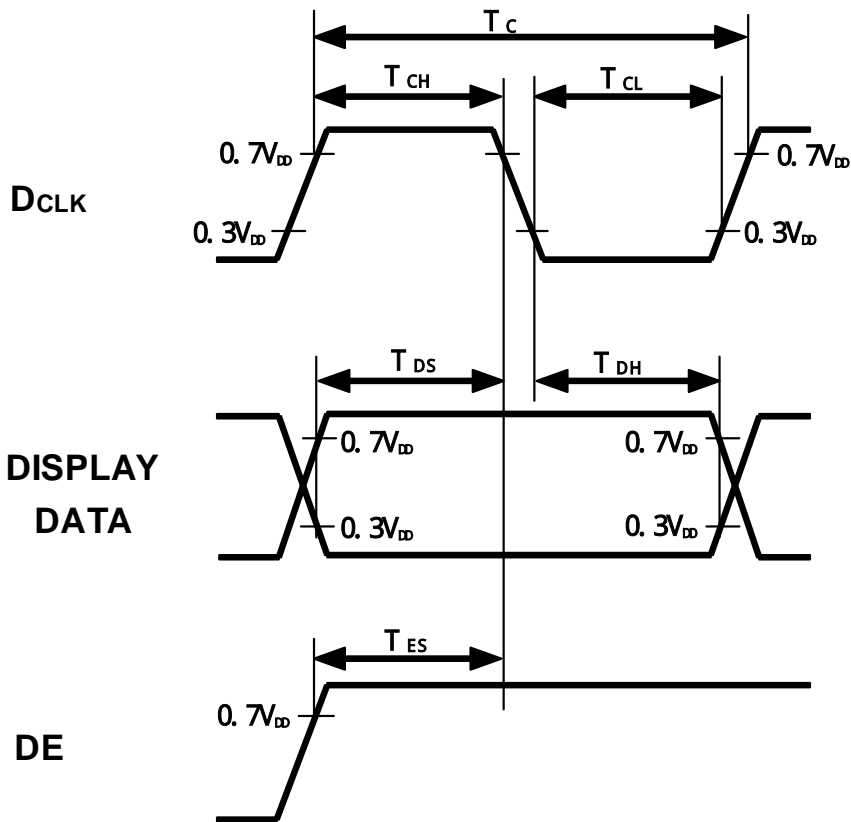 T C
T CH
T CL
0. 7VDD
0. 7VDD
DCLK
0. 3VDD
0. 3VDD
T DS
T DH
0. 7VDD
0. 7VDD
DISPLAY
DATA
0. 3VDD
0. 3VDD
T ES
0. 7VDD
DE